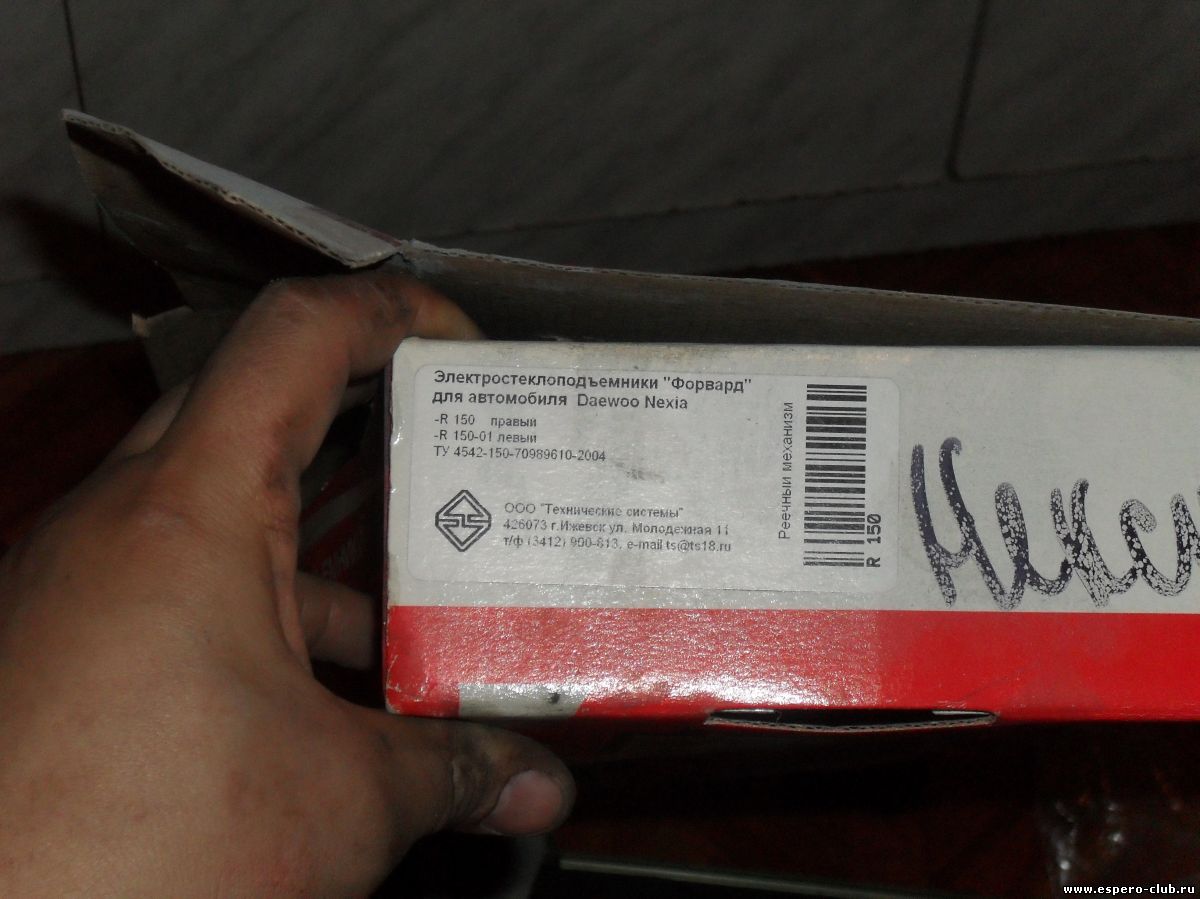 Электростеклоподъемники "Форвард"
для автомобиля Daewoo Nexia
-R 150 правый
-R 150-01 левый
ТУ 4542-150-70989610-2004
ООО "Технические системы"
426073 г.Ижевск ул. Молодежная 11
т/ф (3412) 900-613, e-mail ts@ts18.ru
Реечный механизм
R 150
Некси
www.espero-club.ru